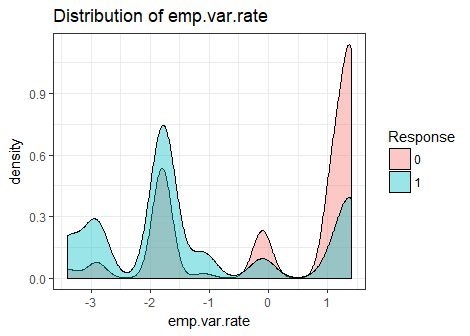 Distribution of emp.var.rate
0.9
0.6
0.3
0.0
density
-3
-2
-1
0
1
emp.var.rate
Response
0
1